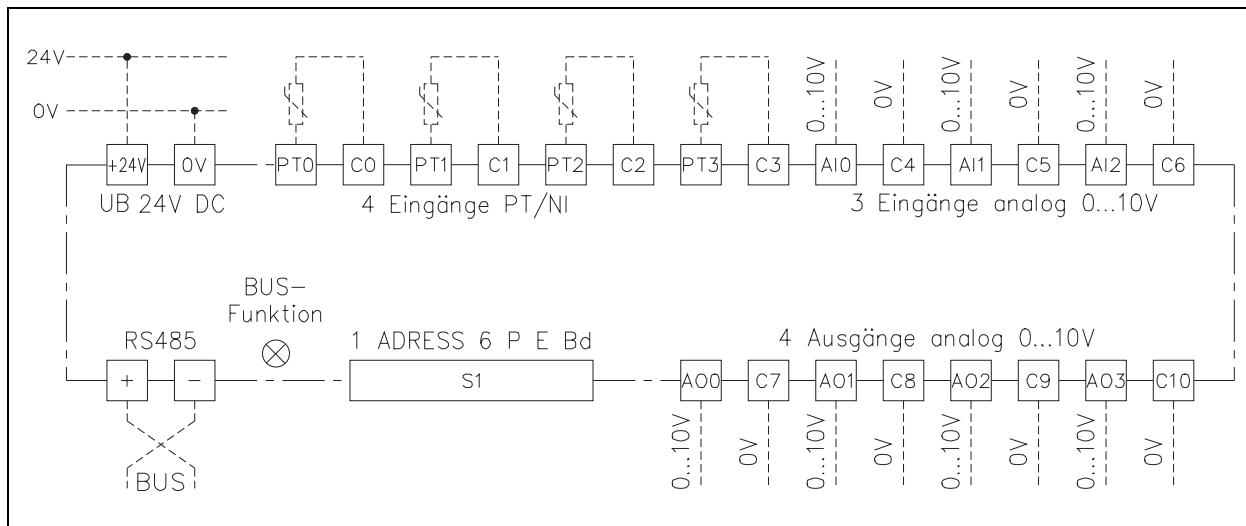 24V
0V
0...10V
0V
0...10V
0V
0...10V
0V
+24V 0V PT0 C0 PT1 C1 PT2 C2 PT3 C3 AI0 C4 AI1 C5 AI2 C6
UB 24V DC 4 Eingänge PT/NI 3 Eingänge analog 0...10V
BUS-
Funktion
RS485 1 ADRESS 6 P E Bd 4 Ausgänge analog 0...10V
+ − S1 AO0 C7 AO1 C8 AO2 C9 AO3 C10
0...10V
0V
0...10V
0V
0...10V
0V
0...10V
0V
BUS